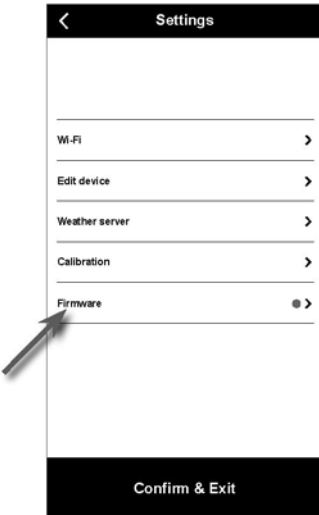 Settings
Wi-Fi
Edit device
Weather server
Calibration
Firmware
Confirm & Exit